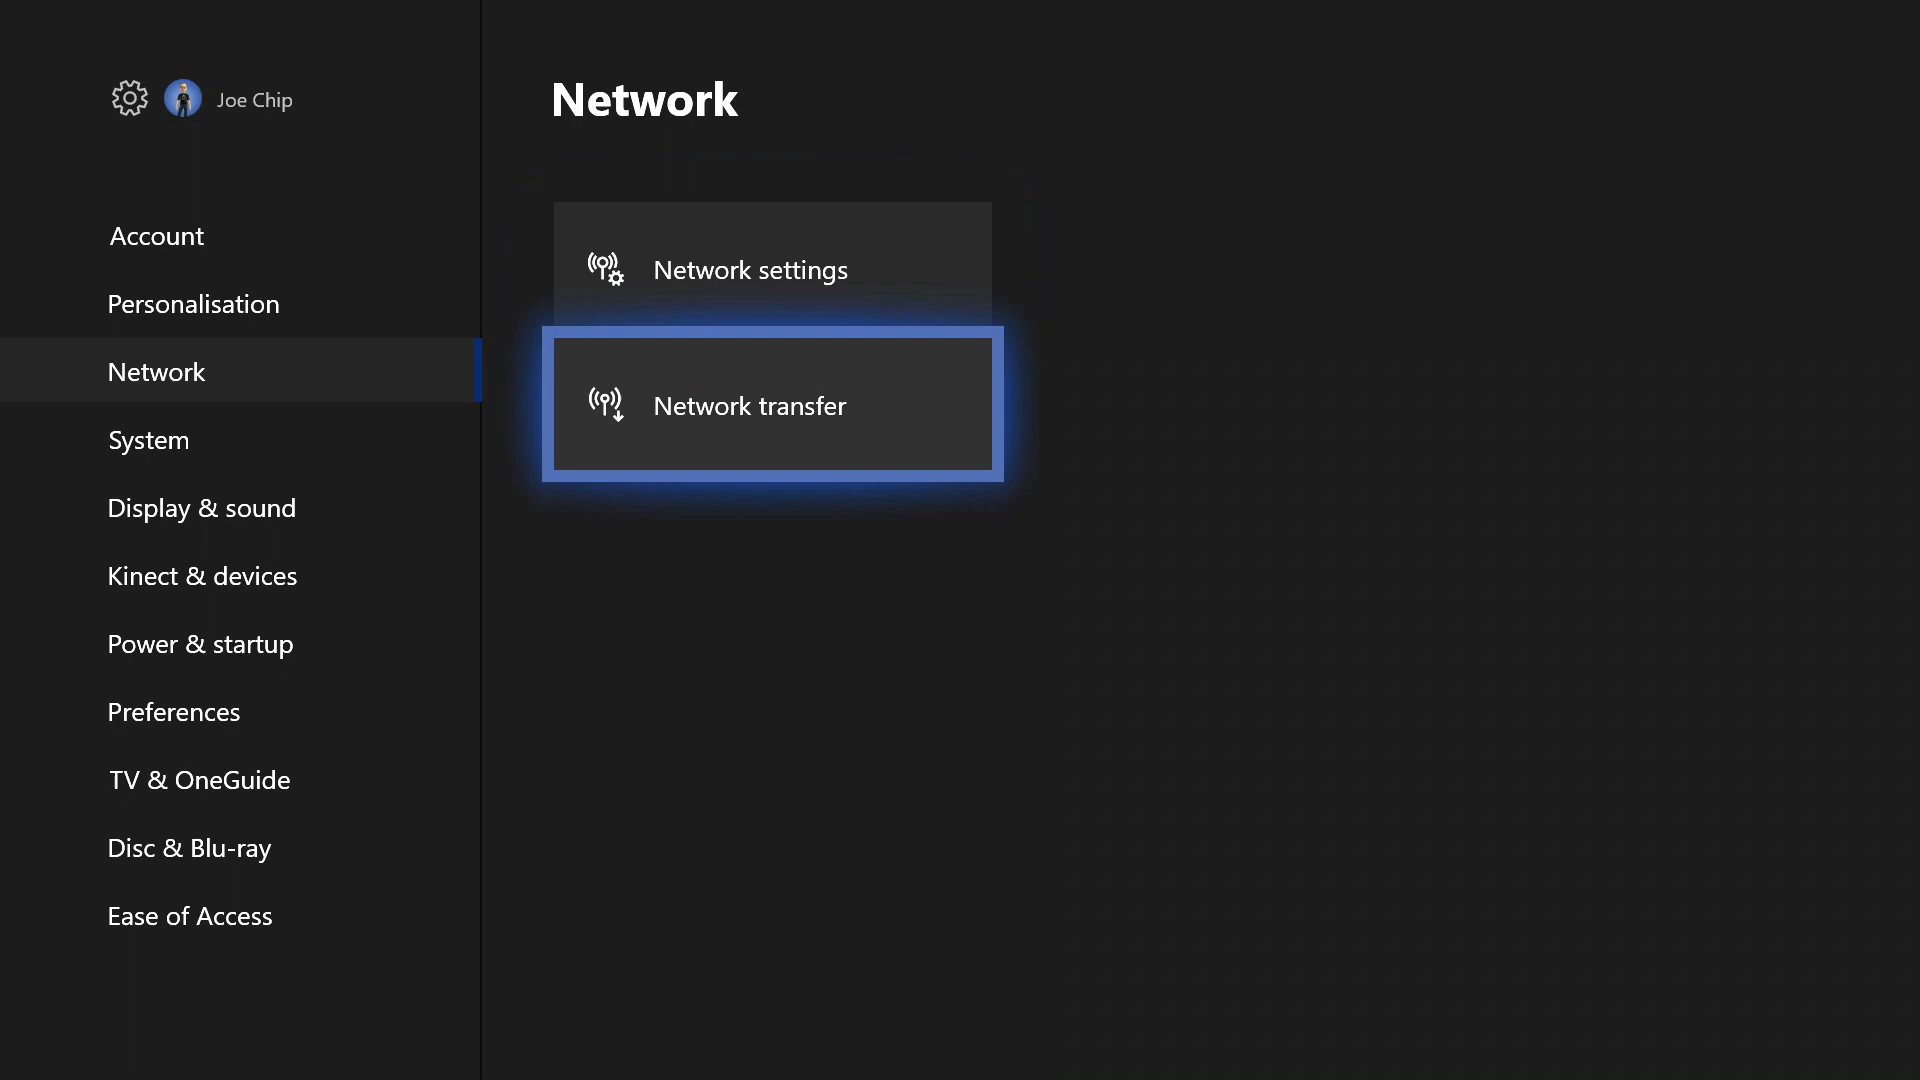 Joe Chip
Network
Account
Personalisation
Network
System
Display & sound
Kinect & devices
Power & startup
Preferences
TV & OneGuide
Disc & Blu-ray
Ease of Access
Network settings
Network transfer